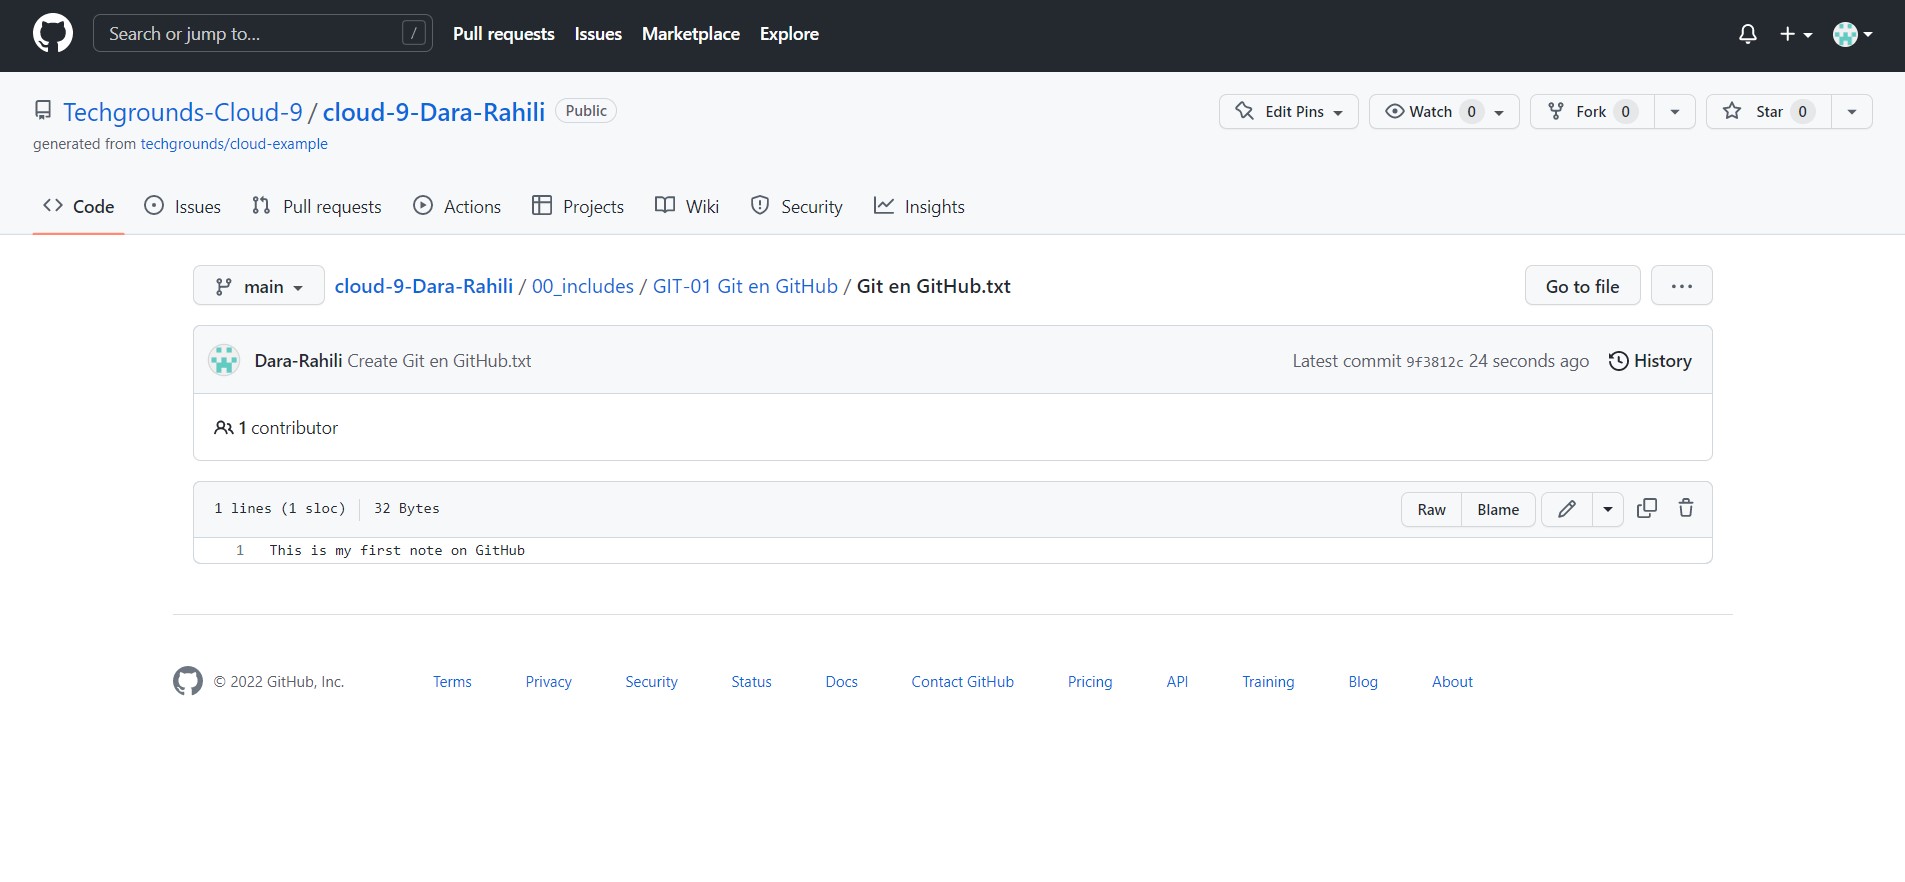 Search or jump to... /
Pull requests Issues Marketplace Explore
Techgrounds-Cloud-9 / cloud-9-Dara-Rahili Public
Edit Pins Watch 0 Fork 0 Star 0
generated from techgrounds/cloud-example
Code Issues Pull requests Actions Projects Wiki Security Insights
main cloud-9-Dara-Rahili / 00_includes / GIT-01 Git en GitHub / Git en GitHub.txt Go to file ...
Dara-Rahili Create Git en GitHub.txt Latest commit 9f3812c 24 seconds ago History
1 contributor
1 lines (1 sloc) 32 Bytes Raw Blame
1 This is my first note on GitHub
© 2022 GitHub, Inc. Terms Privacy Security Status Docs Contact GitHub Pricing API Training Blog About